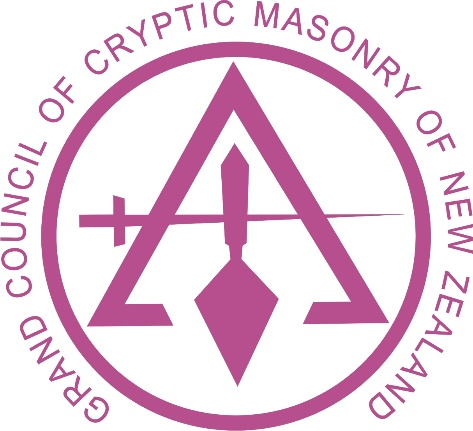 GRAND COUNCIL OF CRYPTIC MASONRY OF NEW ZEALAND